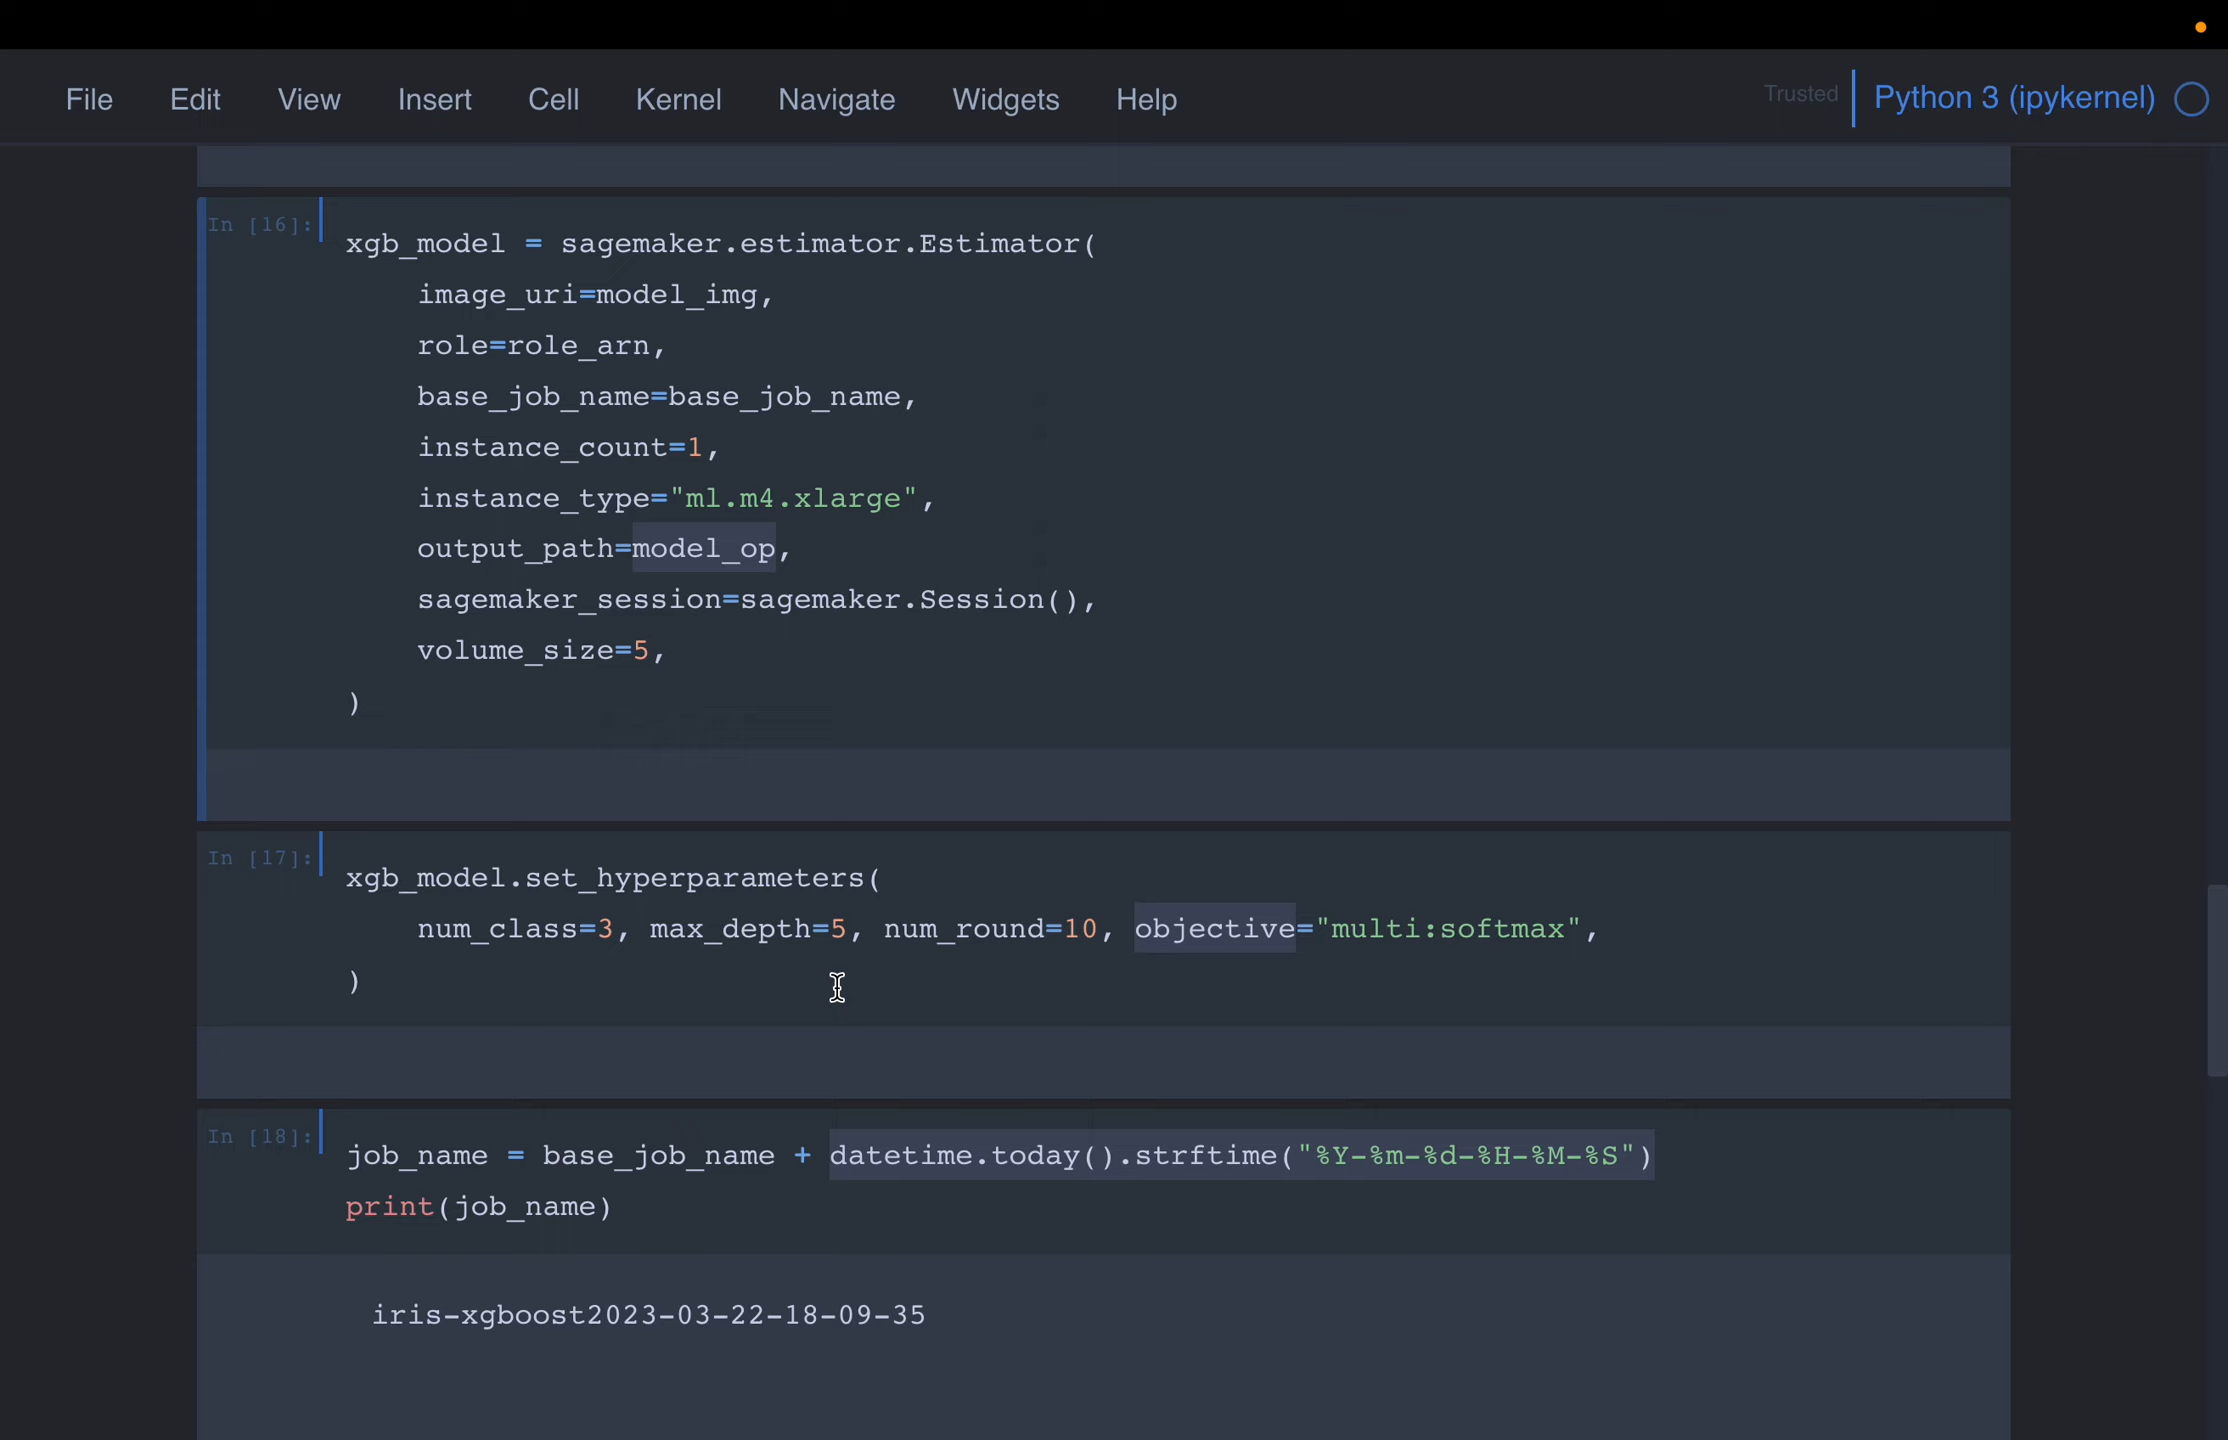 File Edit View Insert Cell Kernel Navigate Widgets Help Trusted Python 3 (ipykernel)
In [16]:
xgb_model = sagemaker.estimator.Estimator(
    image_uri=model_img,
    role=role_arn,
    base_job_name=base_job_name,
    instance_count=1,
    instance_type="ml.m4.xlarge",
    output_path=model_op,
    sagemaker_session=sagemaker.Session(),
    volume_size=5,
)
In [17]:
xgb_model.set_hyperparameters(
    num_class=3, max_depth=5, num_round=10, objective="multi:softmax",
)
In [18]:
job_name = base_job_name + datetime.today().strftime("%Y-%m-%d-%H-%M-%S")
print(job_name)
iris-xgboost2023-03-22-18-09-35